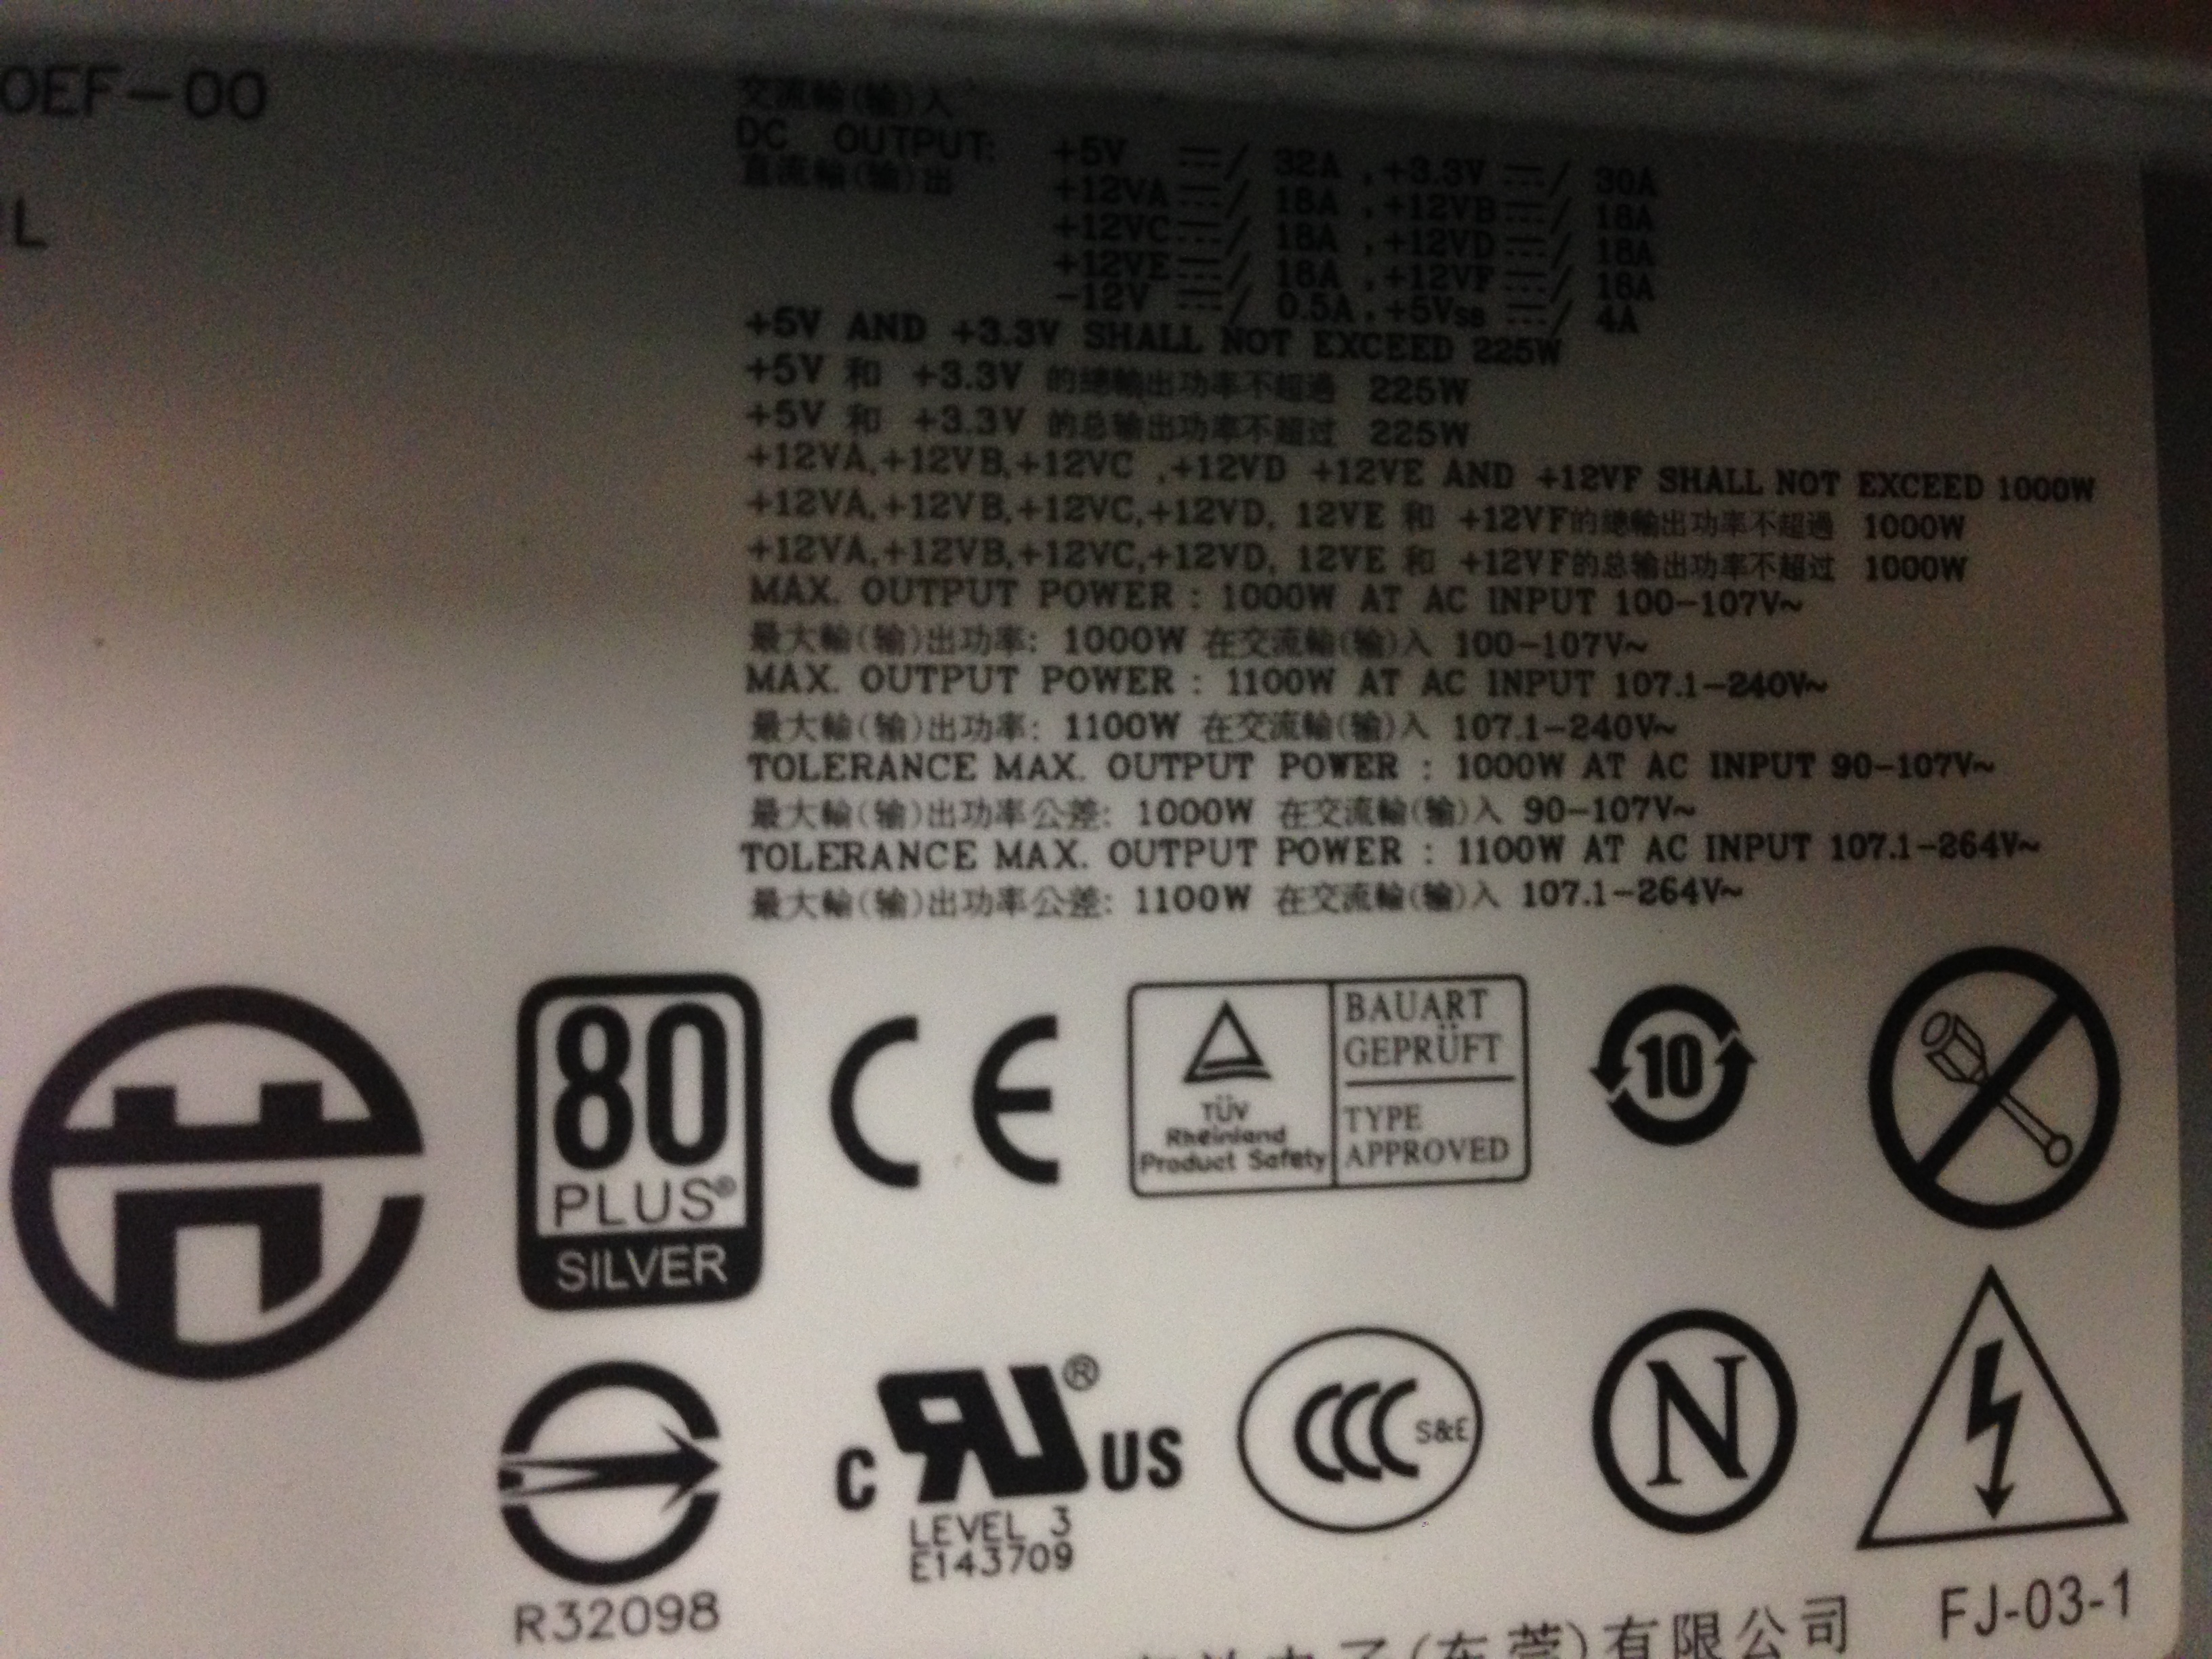 0EF-00
L
交流輸(输)入
DC OUTPUT: +5V ⎓/ 32A ,+3.3V ⎓/ 30A
直流輸(输)出 +12VA⎓/ 18A ,+12VB⎓/ 18A
+12VC⎓/ 18A ,+12VD⎓/ 18A
+12VE⎓/ 18A ,+12VF⎓/ 18A
-12V ⎓/ 0.5A,+5VSB ⎓/ 4A
+5V AND +3.3V SHALL NOT EXCEED 225W
+5V 和 +3.3V 的總輸出功率不超過 225W
+5V 和 +3.3V 的总输出功率不超过 225W
+12VA,+12VB,+12VC ,+12VD +12VE AND +12VF SHALL NOT EXCEED 1000W
+12VA,+12VB,+12VC,+12VD, 12VE 和 +12VF的總輸出功率不超過 1000W
+12VA,+12VB,+12VC,+12VD, 12VE 和 +12VF的总输出功率不超过 1000W
MAX. OUTPUT POWER : 1000W AT AC INPUT 100-107V~
最大輸(输)出功率: 1000W 在交流輸(输)入 100-107V~
MAX. OUTPUT POWER : 1100W AT AC INPUT 107.1-240V~
最大輸(输)出功率: 1100W 在交流輸(输)入 107.1-240V~
TOLERANCE MAX. OUTPUT POWER : 1000W AT AC INPUT 90-107V~
最大輸(输)出功率公差: 1000W 在交流輸(输)入 90-107V~
TOLERANCE MAX. OUTPUT POWER : 1100W AT AC INPUT 107.1-264V~
最大輸(输)出功率公差: 1100W 在交流輸(输)入 107.1-264V~
80
PLUS®
SILVER
CE
TÜV
Rheinland
Product Safety
BAUART
GEPRÜFT
TYPE
APPROVED
10
R32098
C RU® US
LEVEL 3
E143709
CCC S&E
N
FJ-03-1
电子(东莞)有限公司